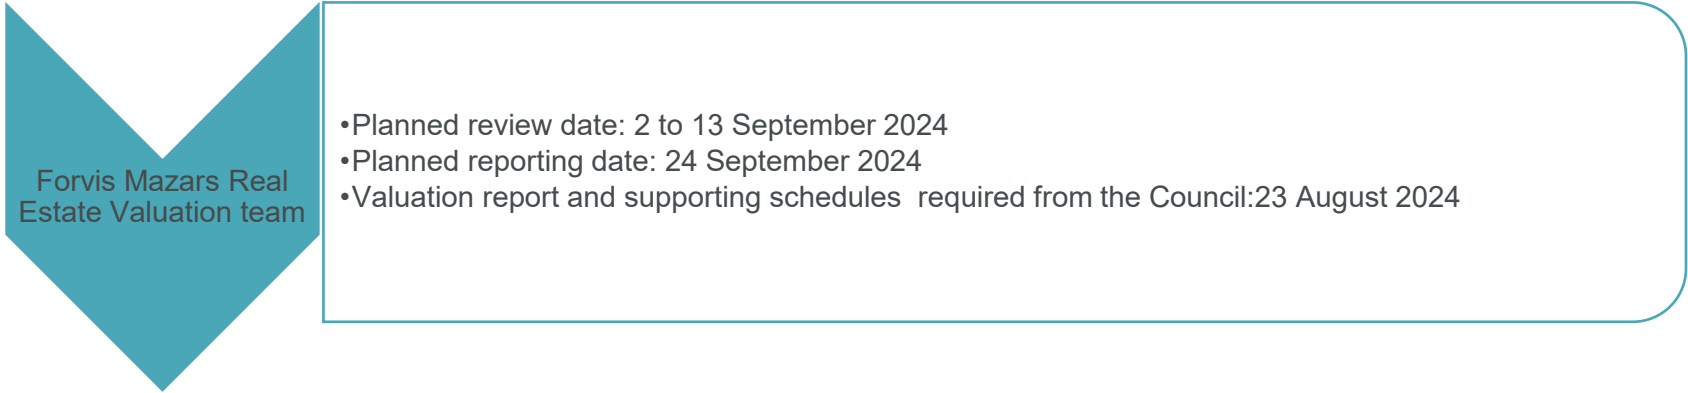 Forvis Mazars Real
Estate Valuation team
•Planned review date: 2 to 13 September 2024
•Planned reporting date: 24 September 2024
•Valuation report and supporting schedules  required from the Council:23 August 2024